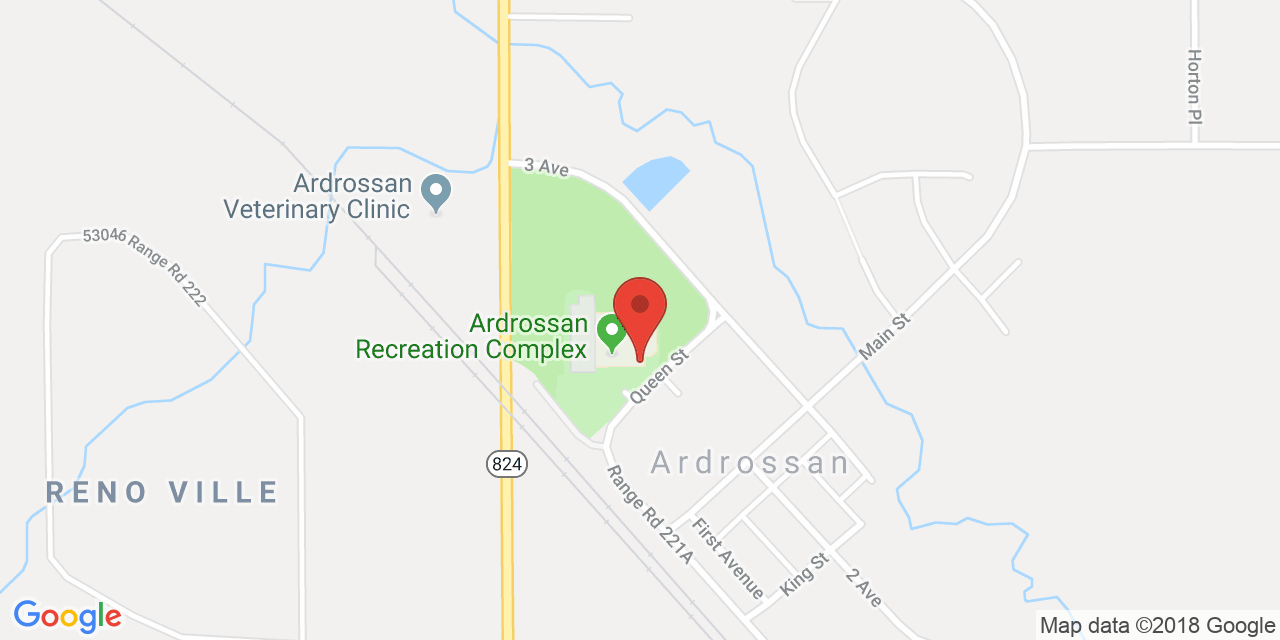 Horton Pl
3 Ave
Ardrossan
Veterinary Clinic
53046 Range Rd 222
Ardrossan
Recreation Complex
Main St
Queen St
824
Ardrossan
RENO VILLE
Range Rd 221A
First Avenue
King St
2 Ave
Google
Map data ©2018 Google